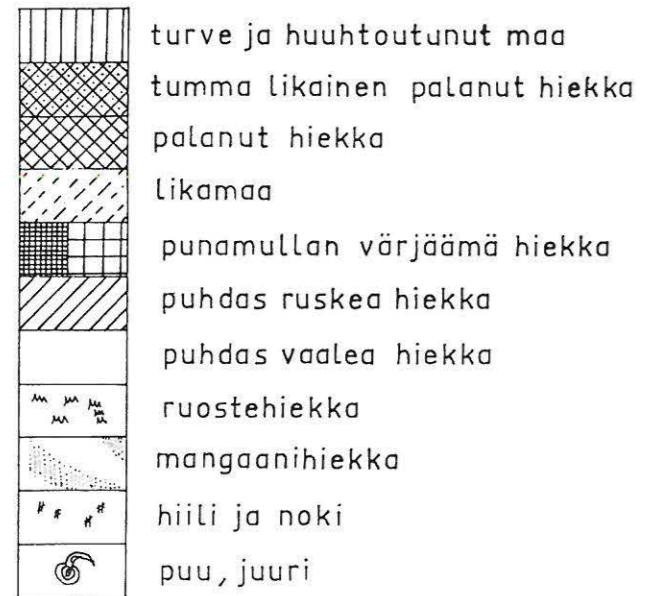 turve ja huuhtoutunut maa
tumma likainen palanut hiekka
palanut hiekka
likamaa
punamullan värjäämä hiekka
puhdas ruskea hiekka
puhdas vaalea hiekka
ruostehiekka
mangaanihiekka
hiili ja noki
puu, juuri